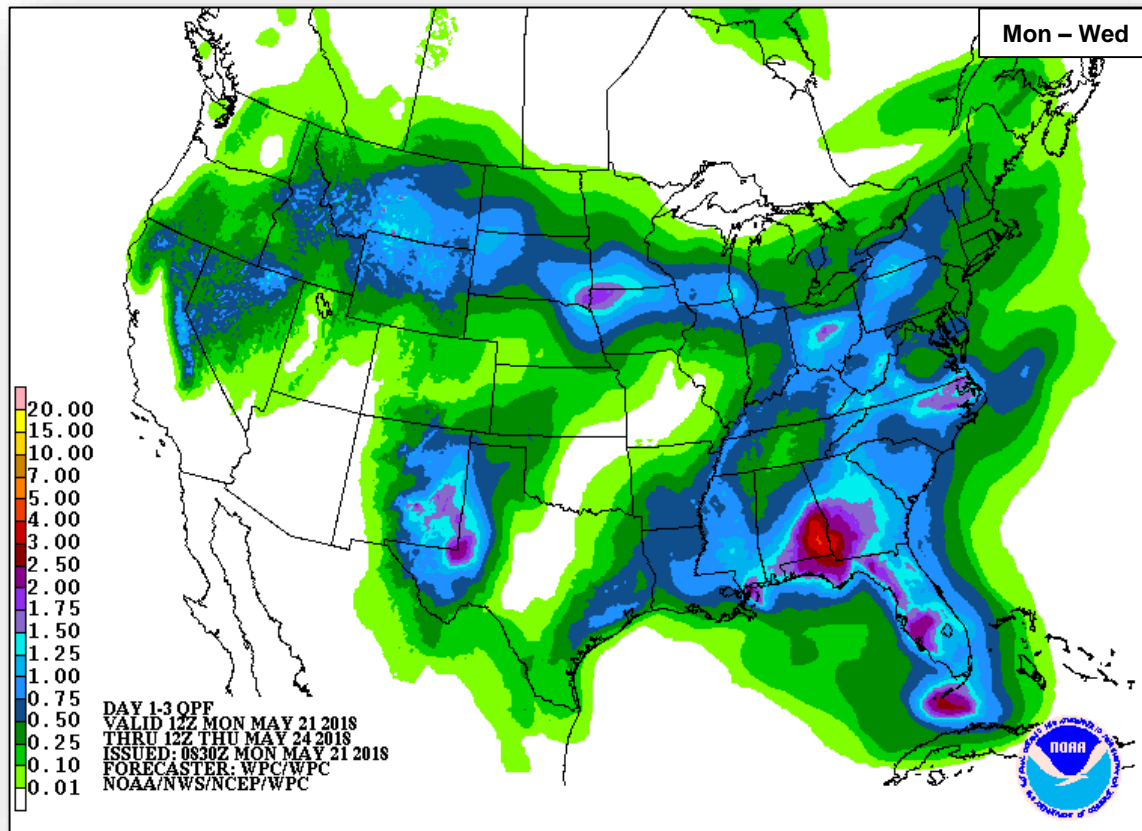 Mon – Wed
20.00
15.00
10.00
7.00
5.00
4.00
3.00
2.50
2.00
1.75
1.50
1.25
1.00
0.75
0.50
0.25
0.10
0.01
DAY 1-3 QPF
VALID 12Z MON MAY 21 2018
THRU 12Z THU MAY 24 2018
ISSUED: 0830Z MON MAY 21 2018
FORECASTER: WPC/WPC
NOAA/NWS/NCEP/WPC
NOAA